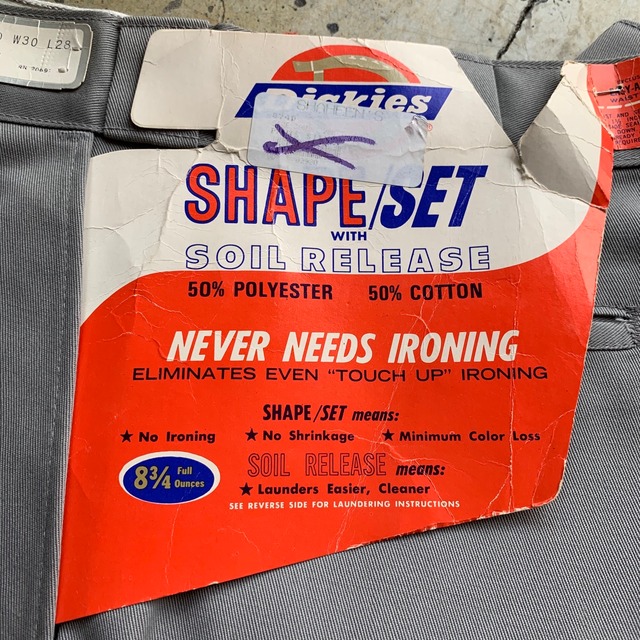 W30 L28
Dickies
SHAPE/SET
WITH
SOIL RELEASE
50% POLYESTER 50% COTTON
NEVER NEEDS IRONING
ELIMINATES EVEN "TOUCH UP" IRONING
SHAPE/SET means:
★ No Ironing ★ No Shrinkage ★ Minimum Color Loss
SOIL RELEASE means:
8¾ Full Ounces
★ Launders Easier, Cleaner
SEE REVERSE SIDE FOR LAUNDERING INSTRUCTIONS